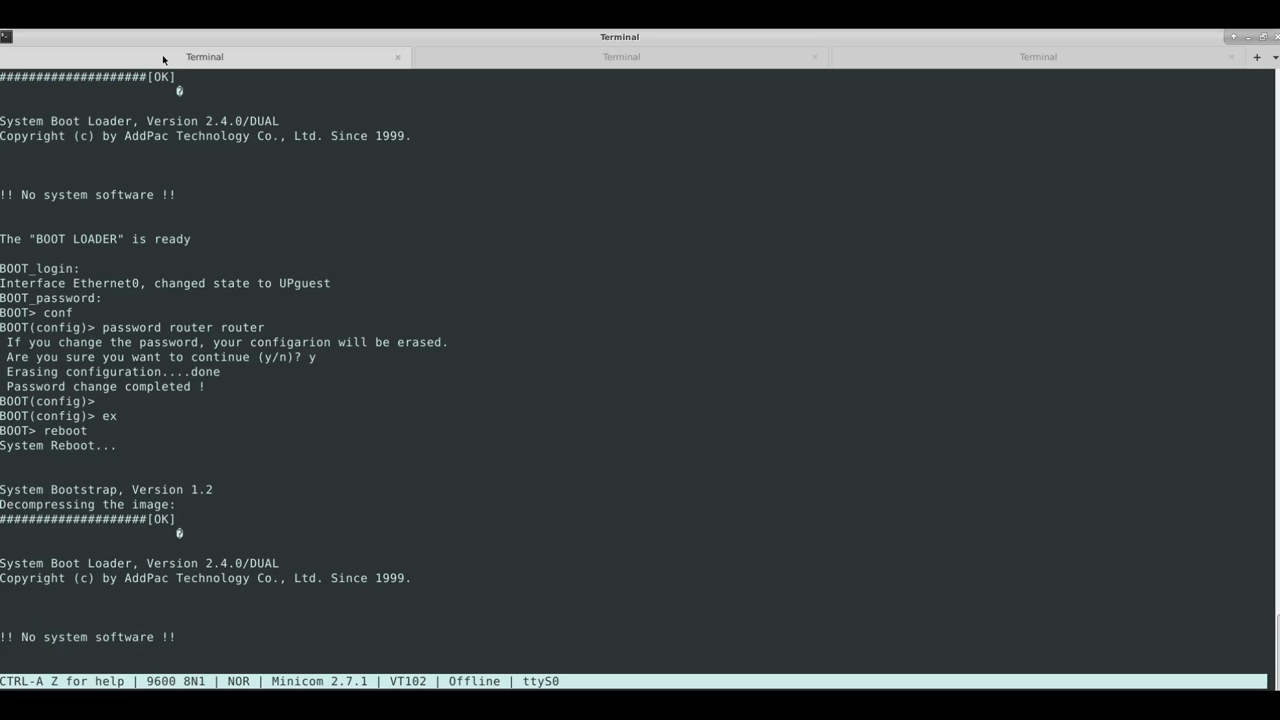 Terminal
Terminal Terminal Terminal
####################[OK]
System Boot Loader, Version 2.4.0/DUAL
Copyright (c) by AddPac Technology Co., Ltd. Since 1999.
!! No system software !!
The "BOOT LOADER" is ready
BOOT_login:
Interface Ethernet0, changed state to UPguest
BOOT_password:
BOOT> conf
BOOT(config)> password router router
If you change the password, your configarion will be erased.
Are you sure you want to continue (y/n)? y
Erasing configuration....done
Password change completed !
BOOT(config)>
BOOT(config)> ex
BOOT> reboot
System Reboot...
System Bootstrap, Version 1.2
Decompressing the image:
####################[OK]
System Boot Loader, Version 2.4.0/DUAL
Copyright (c) by AddPac Technology Co., Ltd. Since 1999.
!! No system software !!
CTRL-A Z for help | 9600 8N1 | NOR | Minicom 2.7.1 | VT102 | Offline | ttyS0